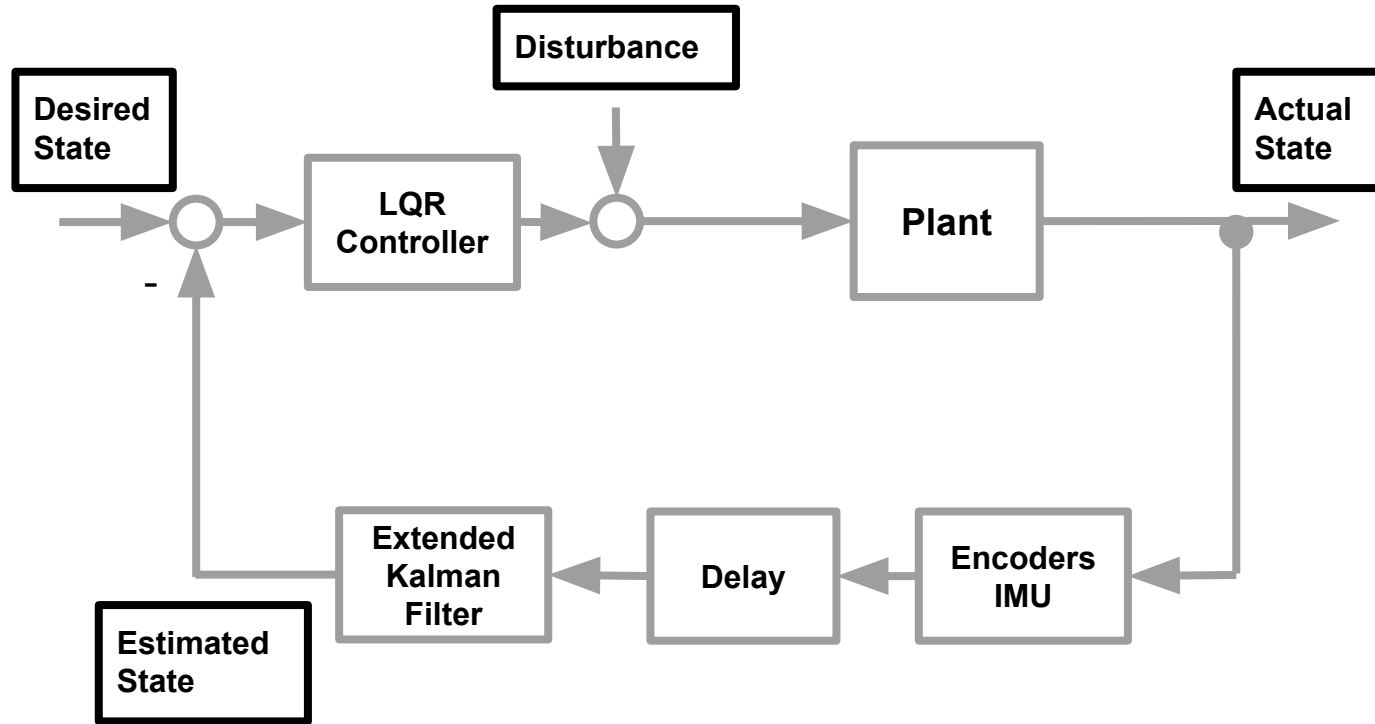 Disturbance
Desired
State
Actual
State
LQR
Controller
Plant
-
Extended
Kalman
Filter
Delay
Encoders
IMU
Estimated
State